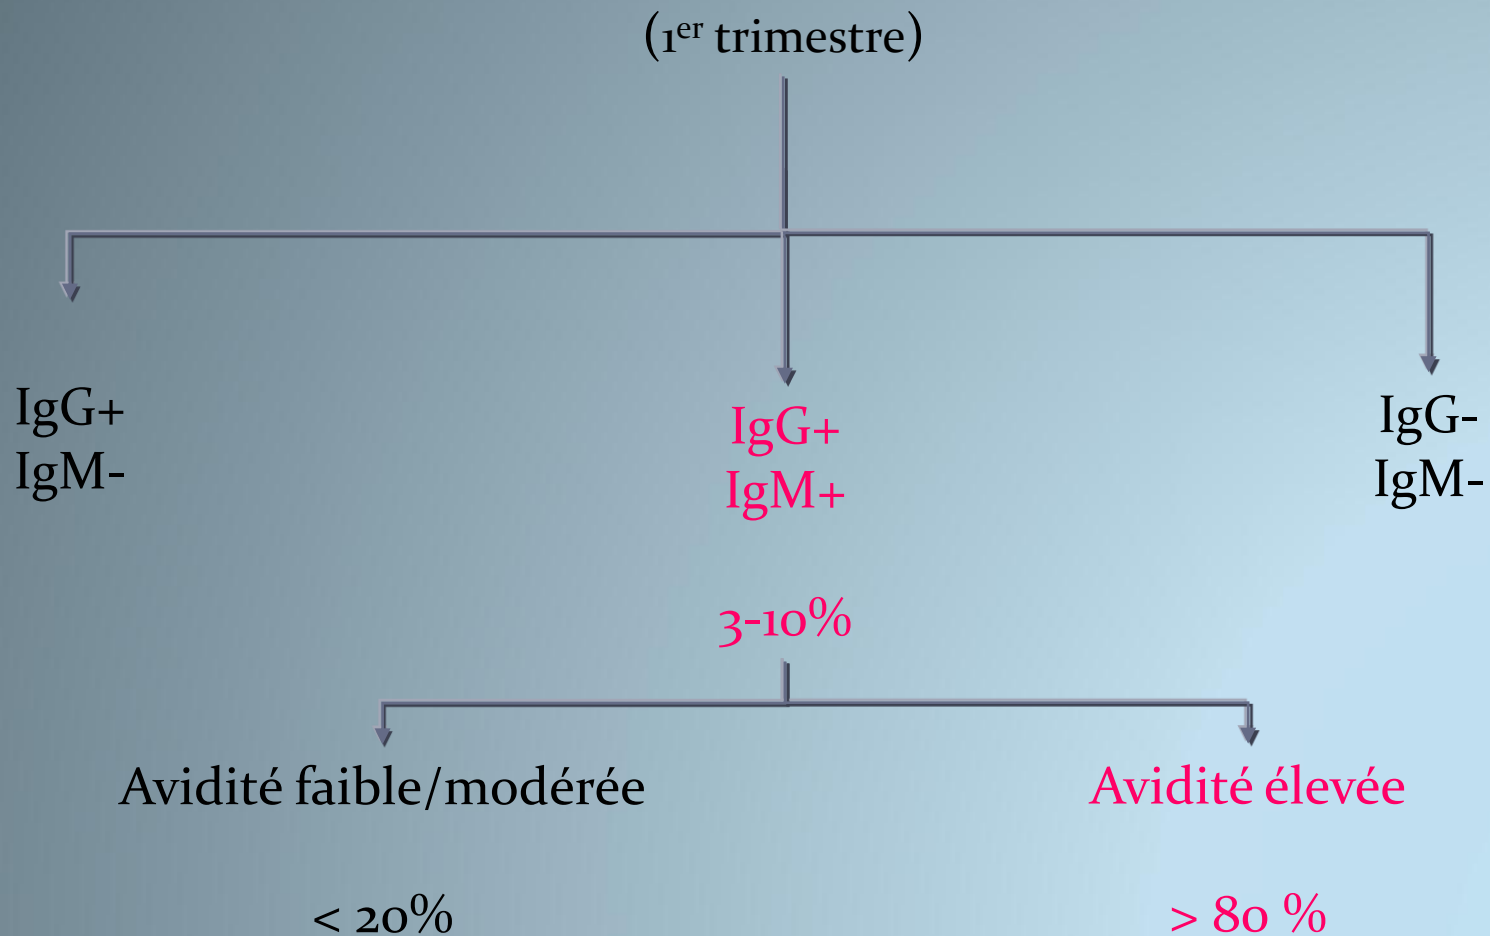 (1er trimestre)
IgG+
IgM-
IgG+
IgM+
3-10%
IgG-
IgM-
Avidité faible/modérée
< 20%
Avidité élevée
> 80 %